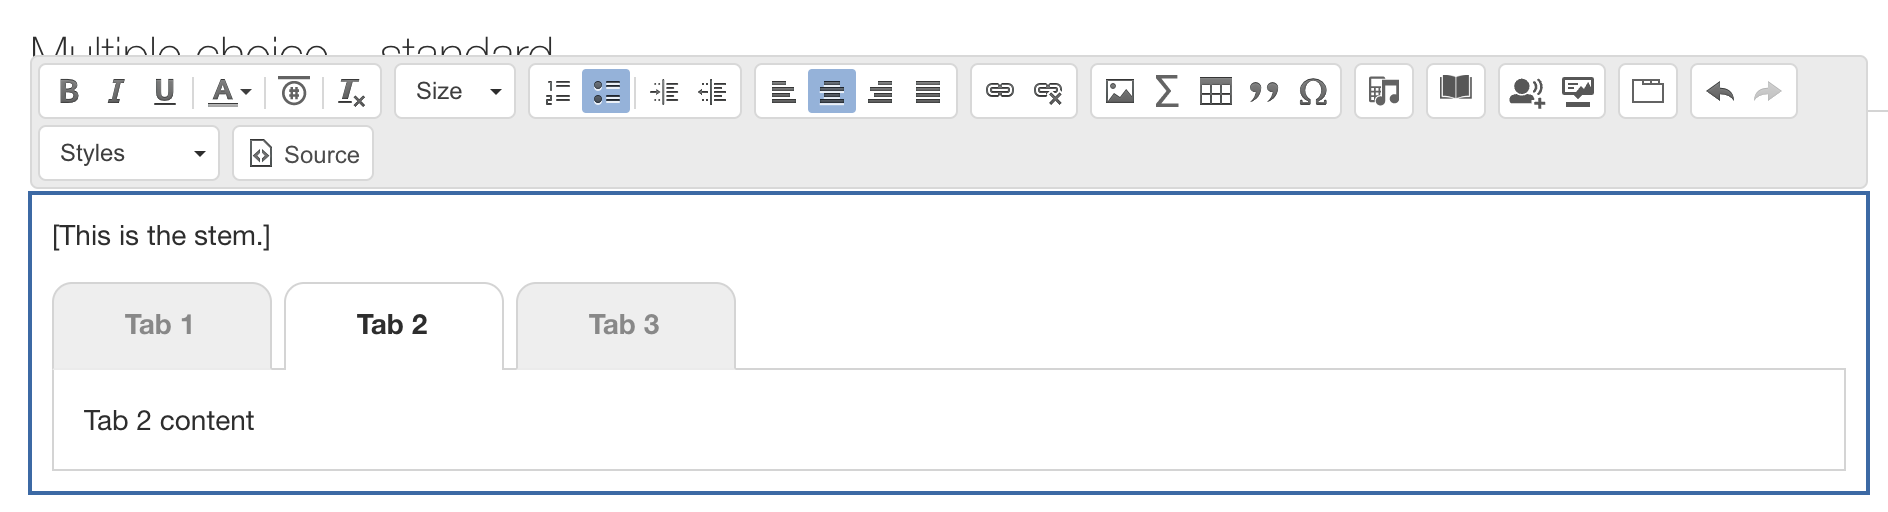 Multiple choice – standard
B I U A
Size
Styles
Source
[This is the stem.]
Tab 1 Tab 2 Tab 3
Tab 2 content